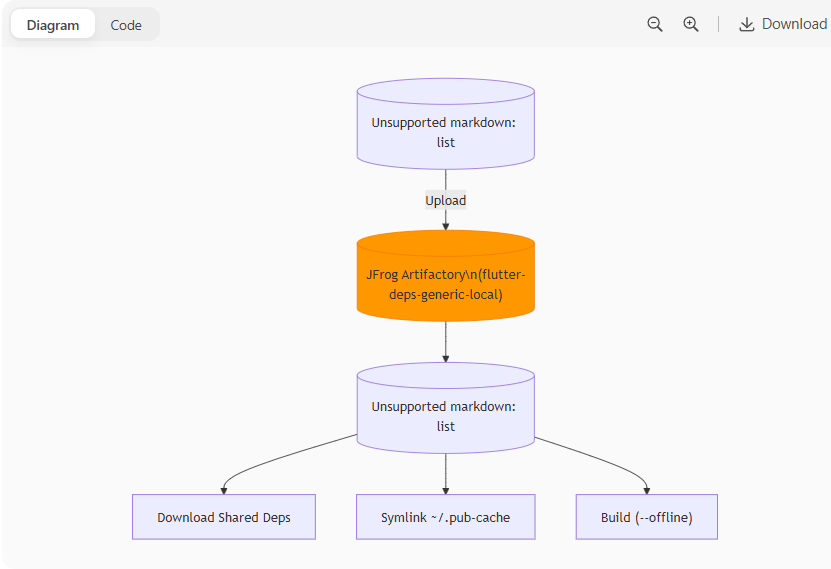 Diagram
Code
Download
Unsupported markdown:
list
Upload
JFrog Artifactory\n(flutter-
deps-generic-local)
Unsupported markdown:
list
Download Shared Deps
Symlink ~/.pub-cache
Build (--offline)